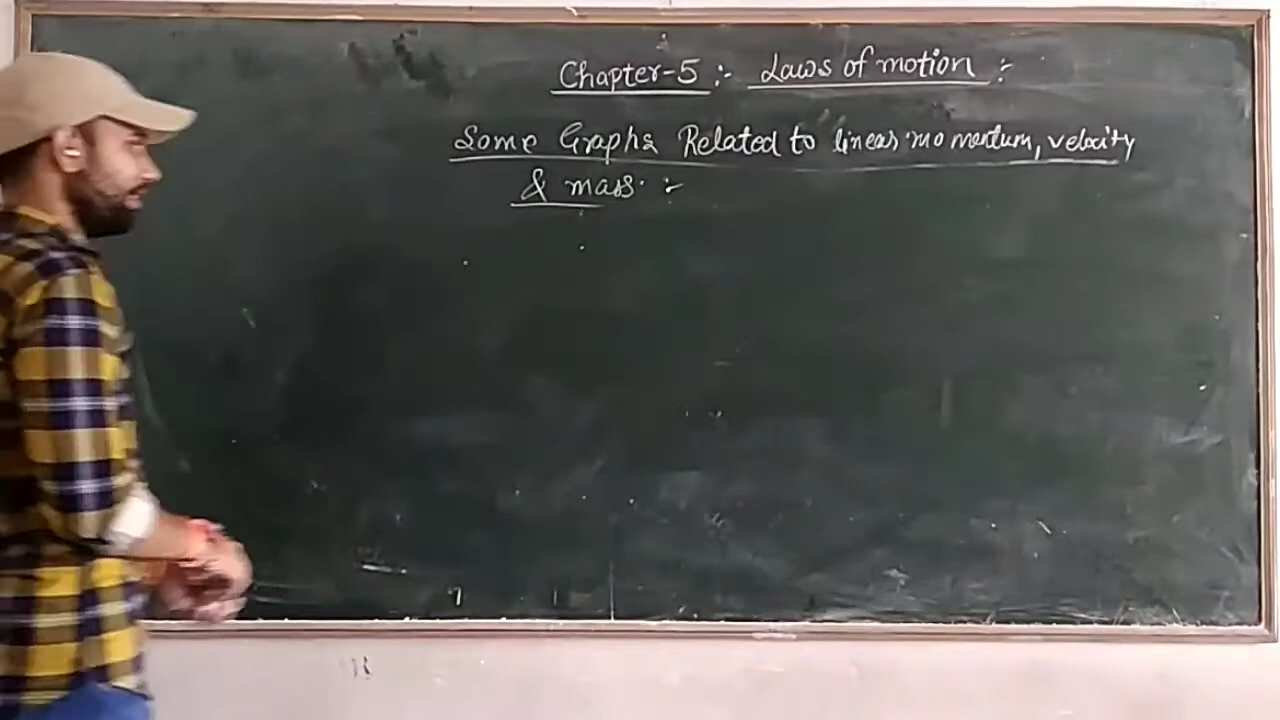 Chapter-5 :- Laws of motion :-
Some Graphs Related to linear momentum, velocity
& mass :-